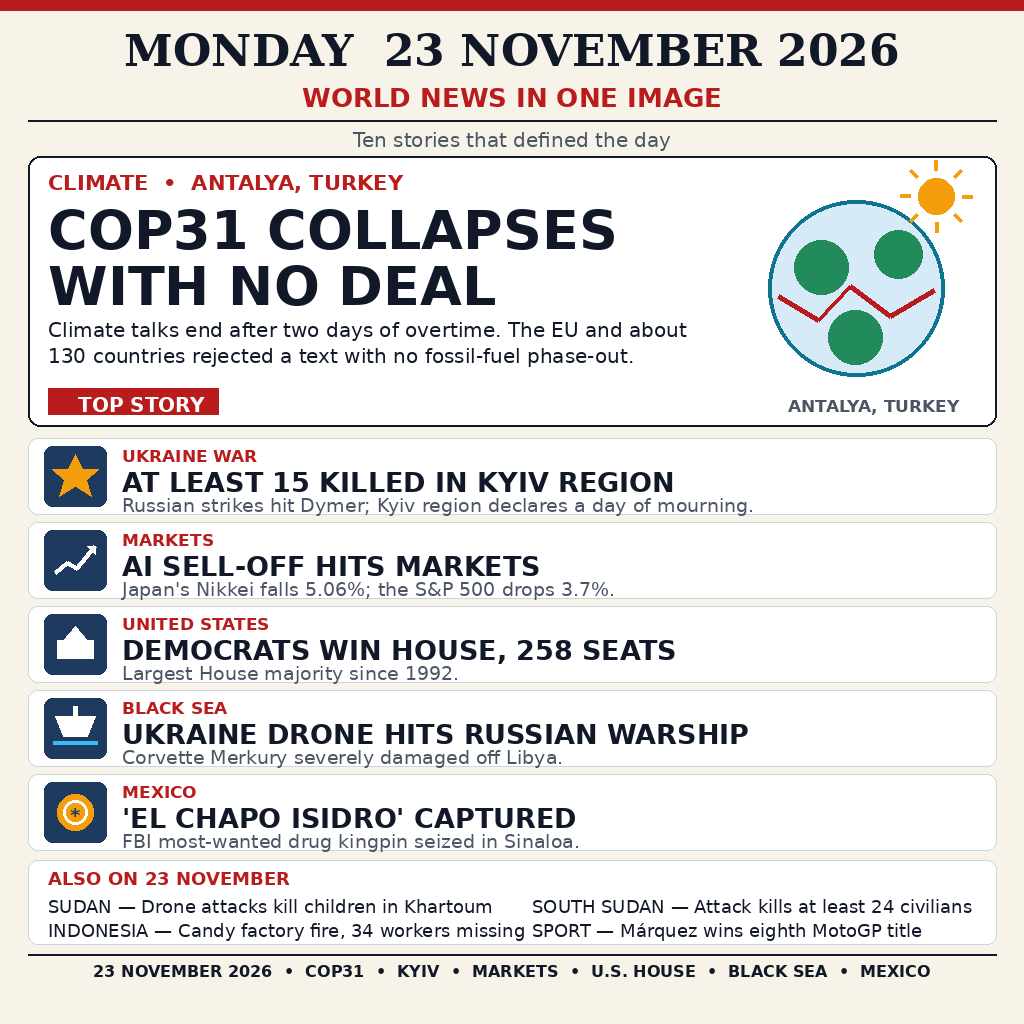 MONDAY 23 NOVEMBER 2026
WORLD NEWS IN ONE IMAGE
Ten stories that defined the day
CLIMATE • ANTALYA, TURKEY
COP31 COLLAPSES
WITH NO DEAL
Climate talks end after two days of overtime. The EU and about
130 countries rejected a text with no fossil-fuel phase-out.
TOP STORY
ANTALYA, TURKEY
UKRAINE WAR
AT LEAST 15 KILLED IN KYIV REGION
Russian strikes hit Dymer; Kyiv region declares a day of mourning.
MARKETS
AI SELL-OFF HITS MARKETS
Japan's Nikkei falls 5.06%; the S&P 500 drops 3.7%.
UNITED STATES
DEMOCRATS WIN HOUSE, 258 SEATS
Largest House majority since 1992.
BLACK SEA
UKRAINE DRONE HITS RUSSIAN WARSHIP
Corvette Merkury severely damaged off Libya.
MEXICO
'EL CHAPO ISIDRO' CAPTURED
FBI most-wanted drug kingpin seized in Sinaloa.
ALSO ON 23 NOVEMBER
SUDAN — Drone attacks kill children in Khartoum
SOUTH SUDAN — Attack kills at least 24 civilians
INDONESIA — Candy factory fire, 34 workers missing
SPORT — Márquez wins eighth MotoGP title
23 NOVEMBER 2026 • COP31 • KYIV • MARKETS • U.S. HOUSE • BLACK SEA • MEXICO